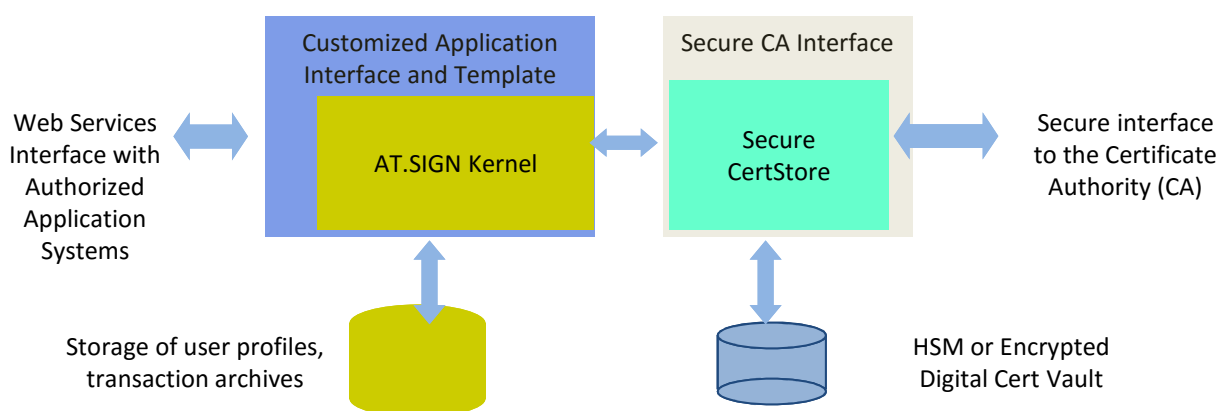 Customized Application
Interface and Template
AT.SIGN Kernel
Secure CA Interface
Secure
CertStore
Web Services
Interface with
Authorized
Application
Systems
Secure interface
to the Certificate
Authority (CA)
Storage of user profiles,
transaction archives
HSM or Encrypted
Digital Cert Vault